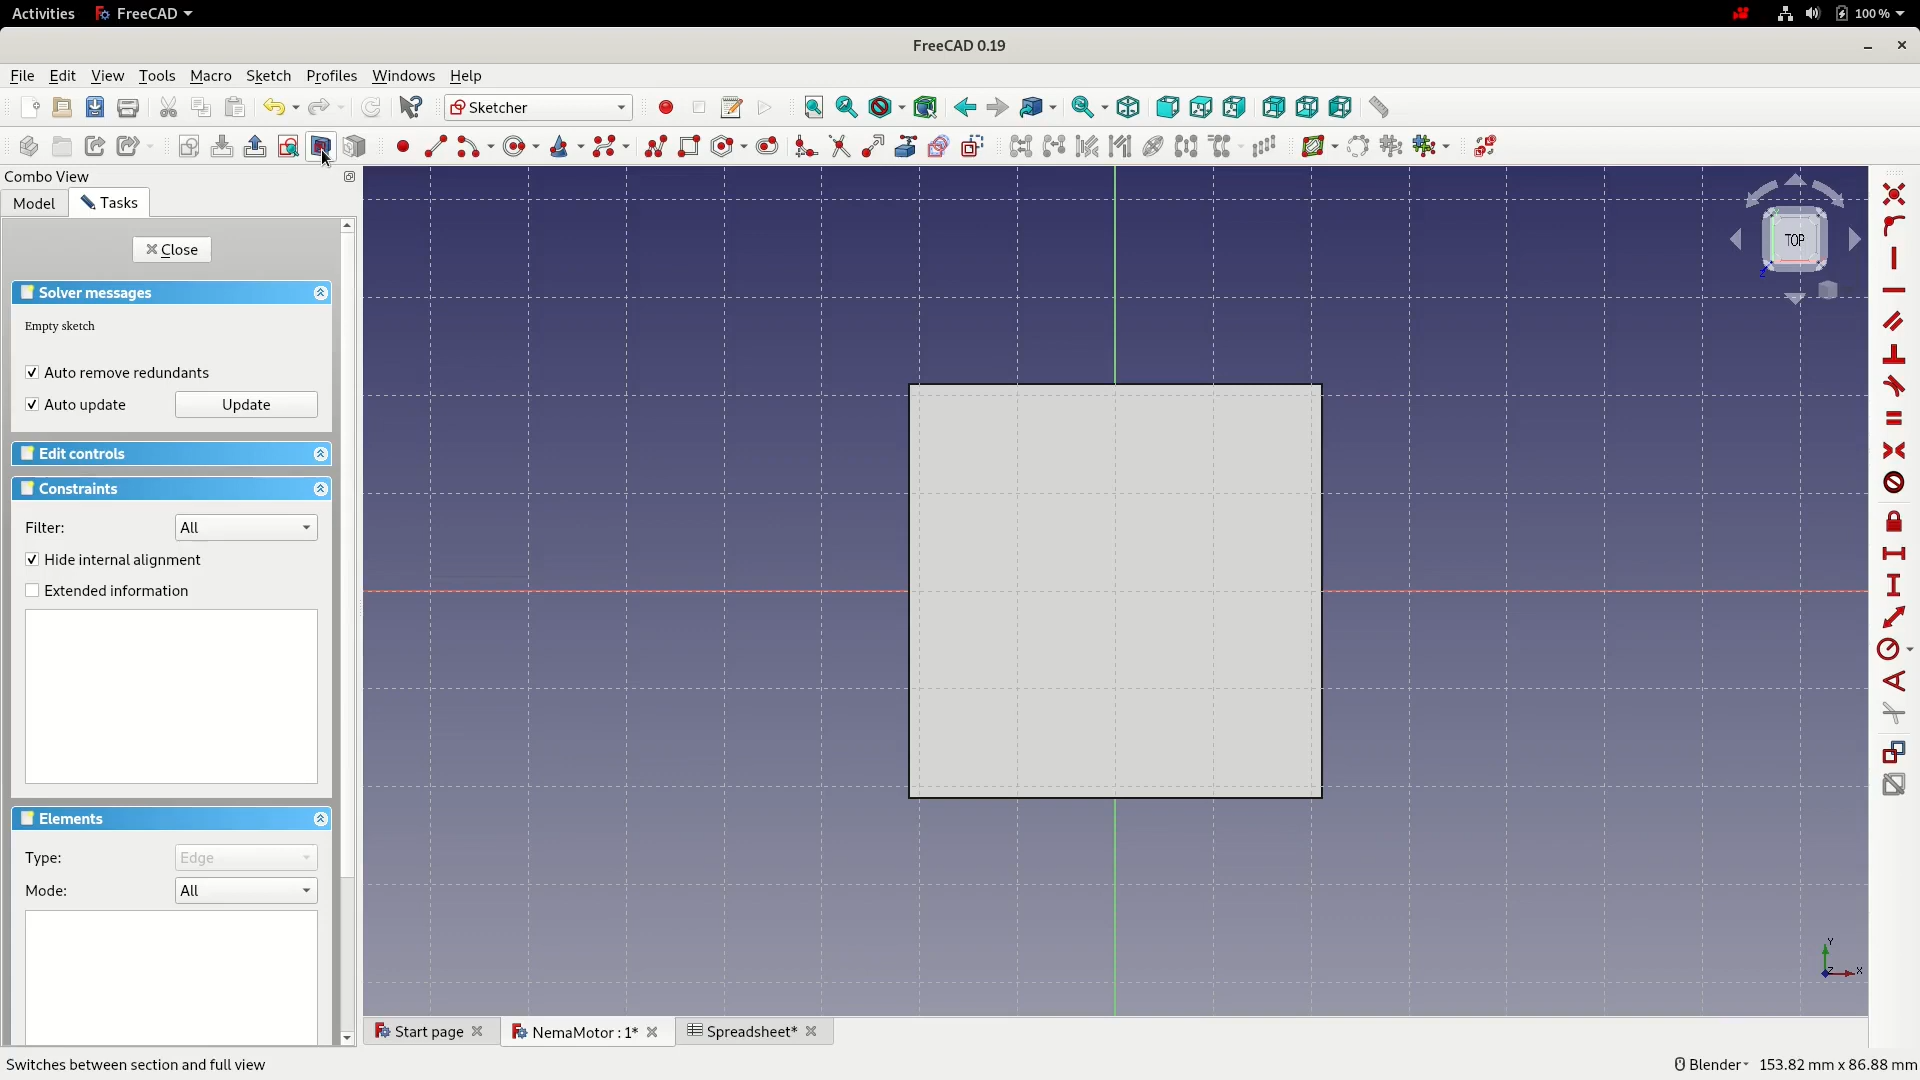 Activities FreeCAD 100 %
FreeCAD 0.19
File Edit View Tools Macro Sketch Profiles Windows Help
Sketcher
Combo View
Model Tasks
Close
Solver messages
Empty sketch
Auto remove redundants
Auto update Update
Edit controls
Constraints
Filter: All
Hide internal alignment
Extended information
Elements
Type: Edge
Mode: All
TOP
Z
Y
Z X
Start page NemaMotor : 1* Spreadsheet*
Switches between section and full view Blender 153.82 mm x 86.88 mm